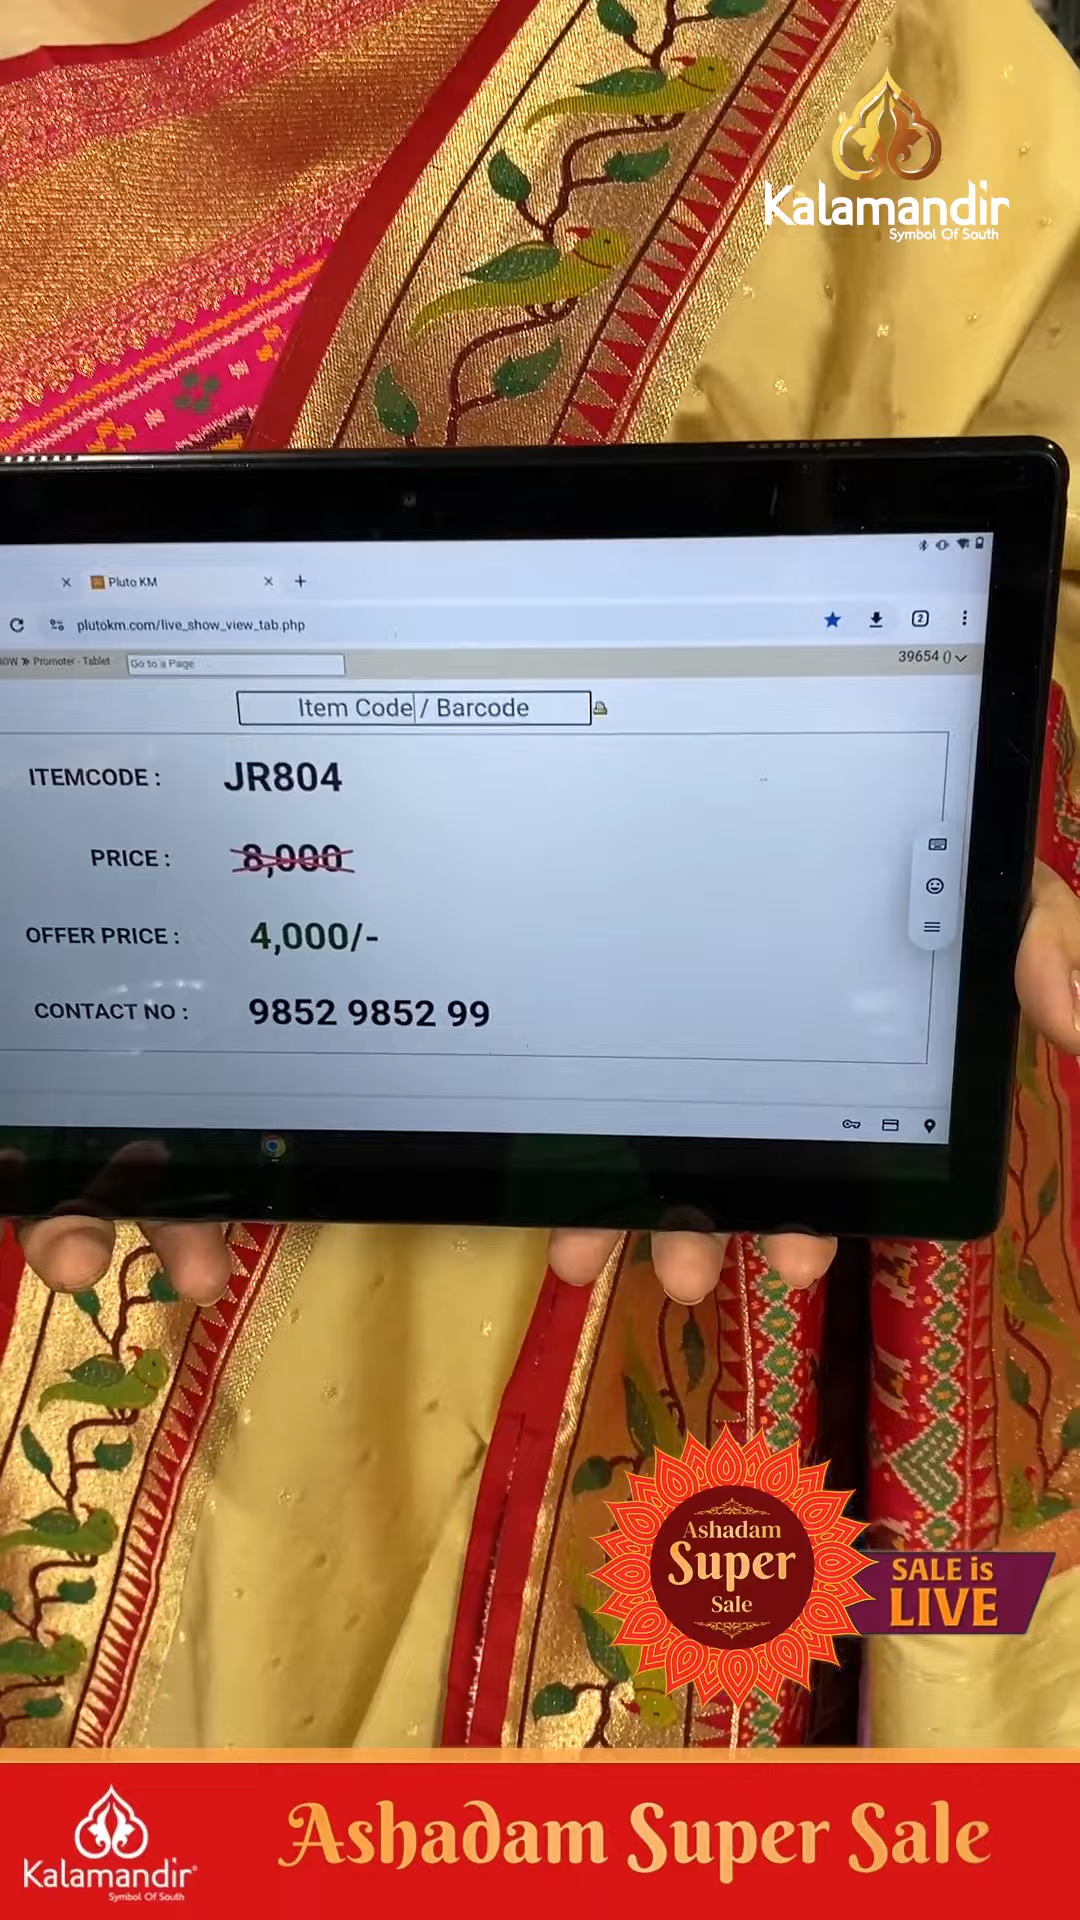 Kalamandir
Symbol Of South
Pluto KM
plutokm.com/live_show_view_tab.php
2
Promoter - Tablet
Go to a Page
39654 ()
Item Code / Barcode
ITEMCODE : JR804
PRICE : 8,000
OFFER PRICE : 4,000/-
CONTACT NO : 9852 9852 99
Ashadam
Super
Sale
SALE is
LIVE
Kalamandir
Symbol Of South
Ashadam Super Sale